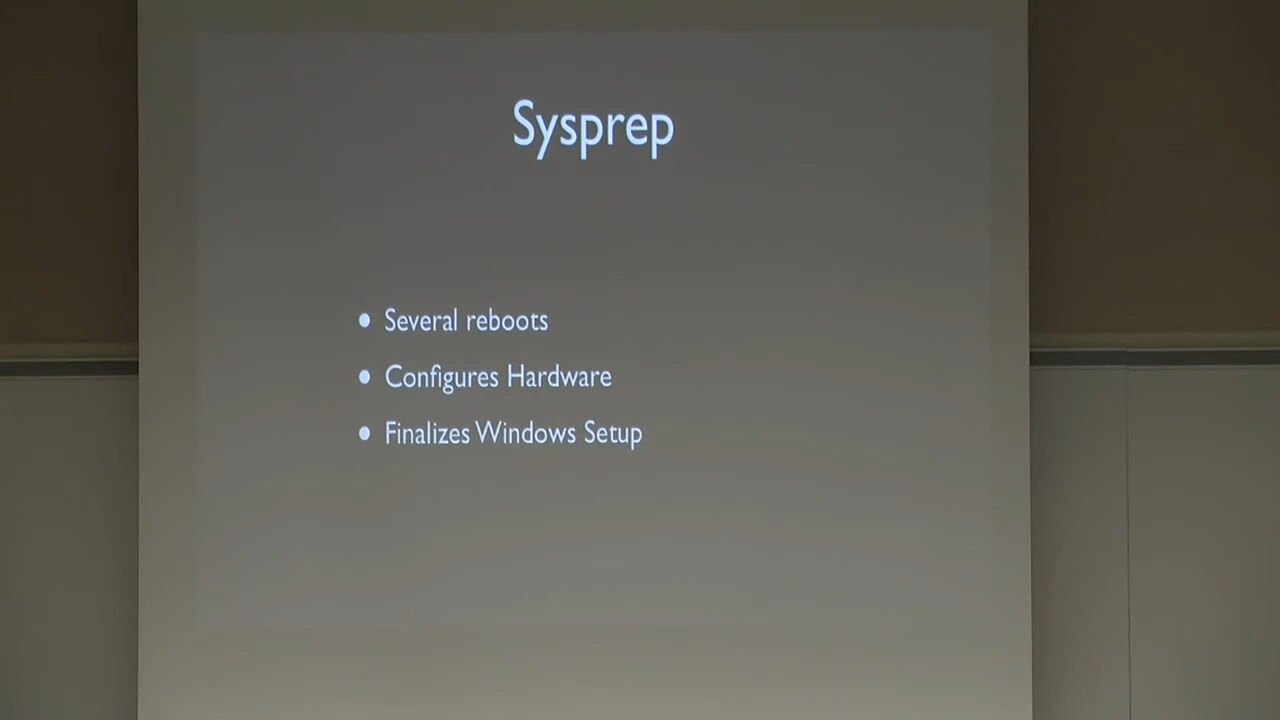 Sysprep
• Several reboots
• Configures Hardware
• Finalizes Windows Setup